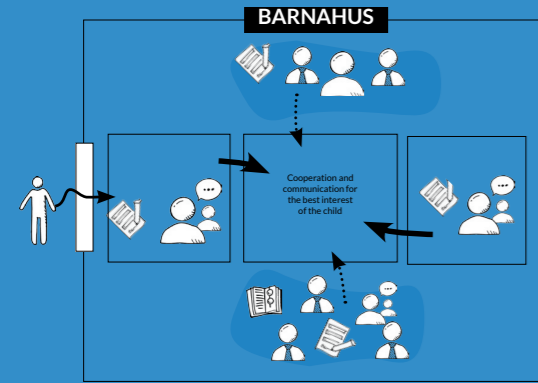 BARNAHUS
Cooperation and
communication for
the best interest
of the child